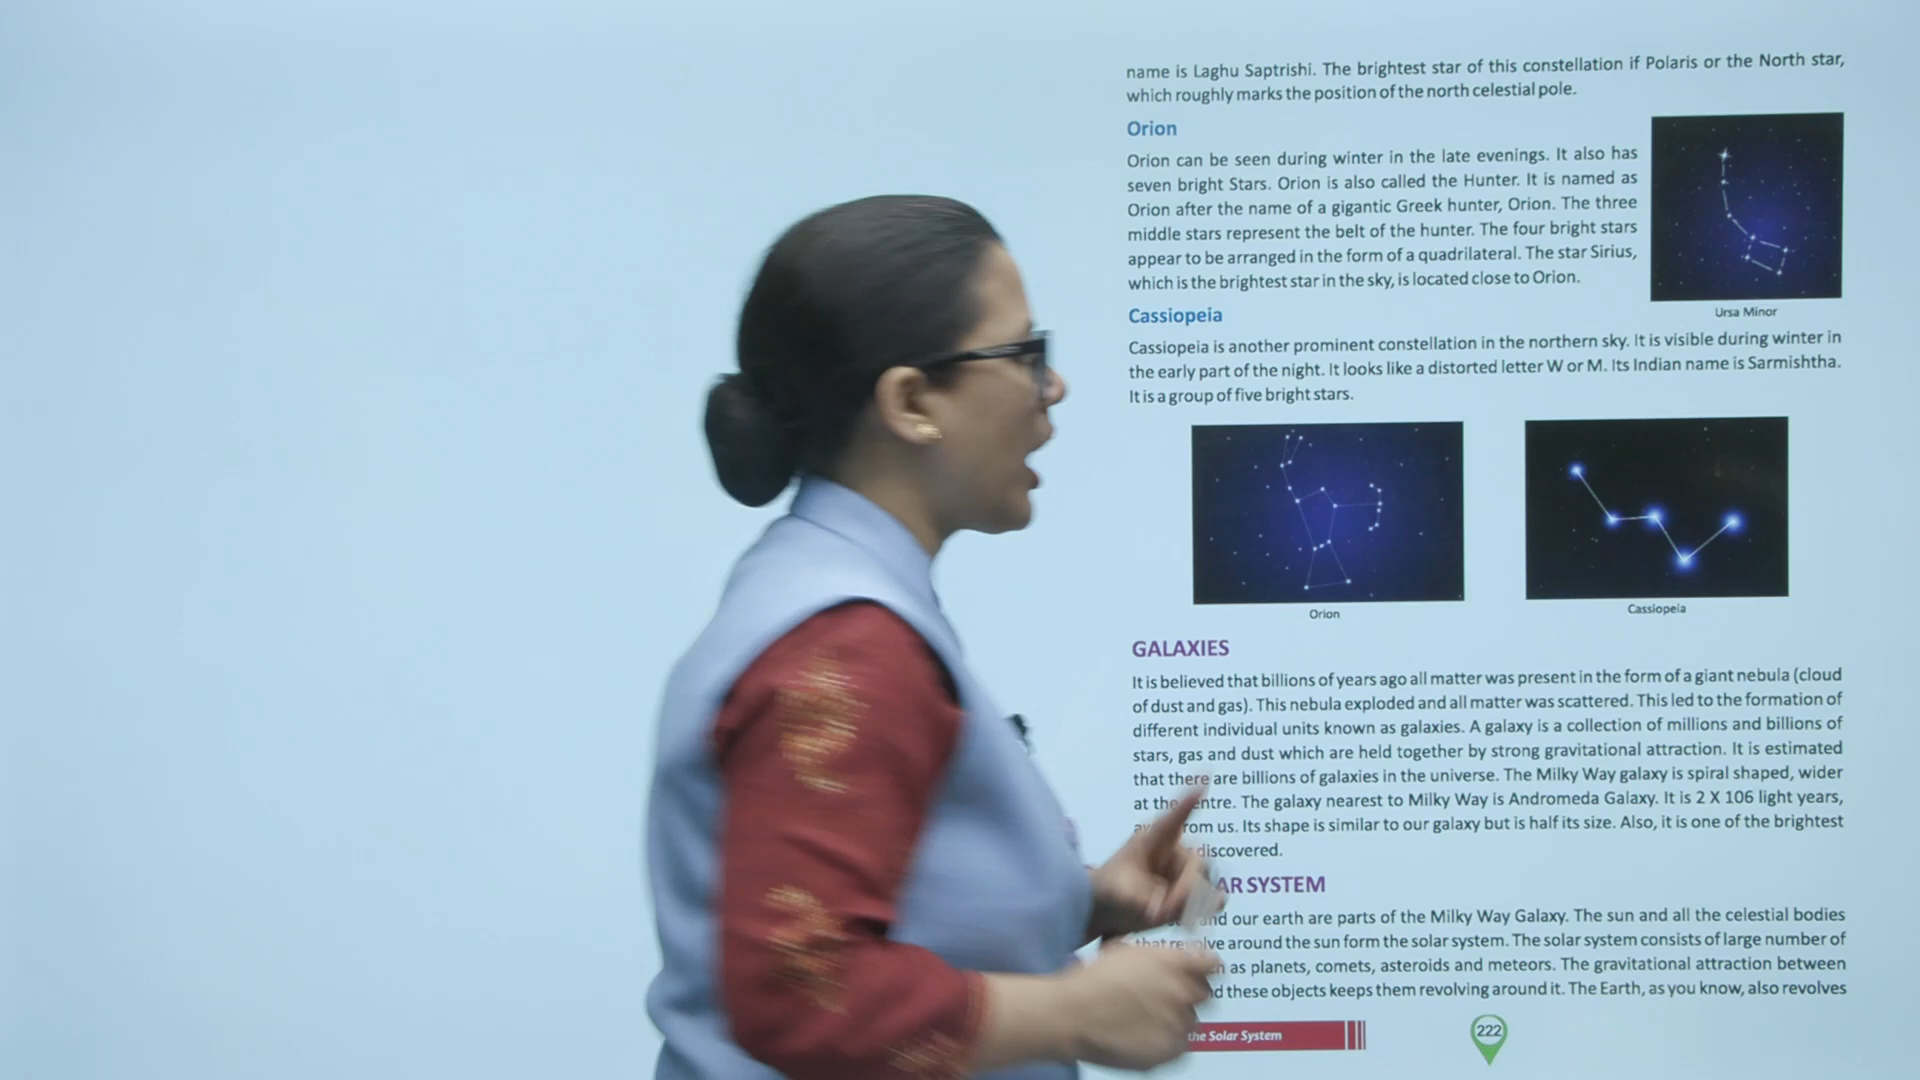 name is Laghu Saptrishi. The brightest star of this constellation if Polaris or the North star,
which roughly marks the position of the north celestial pole.
Orion
Orion can be seen during winter in the late evenings. It also has
seven bright Stars. Orion is also called the Hunter. It is named as
Orion after the name of a gigantic Greek hunter, Orion. The three
middle stars represent the belt of the hunter. The four bright stars
appear to be arranged in the form of a quadrilateral. The star Sirius,
which is the brightest star in the sky, is located close to Orion.
Ursa Minor
Cassiopeia
Cassiopeia is another prominent constellation in the northern sky. It is visible during winter in
the early part of the night. It looks like a distorted letter W or M. Its Indian name is Sarmishtha.
It is a group of five bright stars.
Orion
Cassiopeia
GALAXIES
It is believed that billions of years ago all matter was present in the form of a giant nebula (cloud
of dust and gas). This nebula exploded and all matter was scattered. This led to the formation of
different individual units known as galaxies. A galaxy is a collection of millions and billions of
stars, gas and dust which are held together by strong gravitational attraction. It is estimated
that there are billions of galaxies in the universe. The Milky Way galaxy is spiral shaped, wider
at the entre. The galaxy nearest to Milky Way is Andromeda Galaxy. It is 2 X 106 light years,
rom us. Its shape is similar to our galaxy but is half its size. Also, it is one of the brightest
discovered.
AR SYSTEM
nd our earth are parts of the Milky Way Galaxy. The sun and all the celestial bodies
that revolve around the sun form the solar system. The solar system consists of large number of
as planets, comets, asteroids and meteors. The gravitational attraction between
these objects keeps them revolving around it. The Earth, as you know, also revolves
the Solar System
222